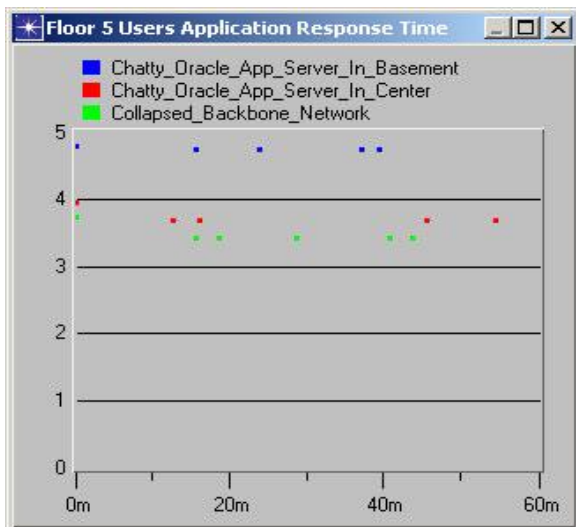 Floor 5 Users Application Response Time
Chatty_Oracle_App_Server_In_Basement
Chatty_Oracle_App_Server_In_Center
Collapsed_Backbone_Network
5
4
3
2
1
0
0m 20m 40m 60m